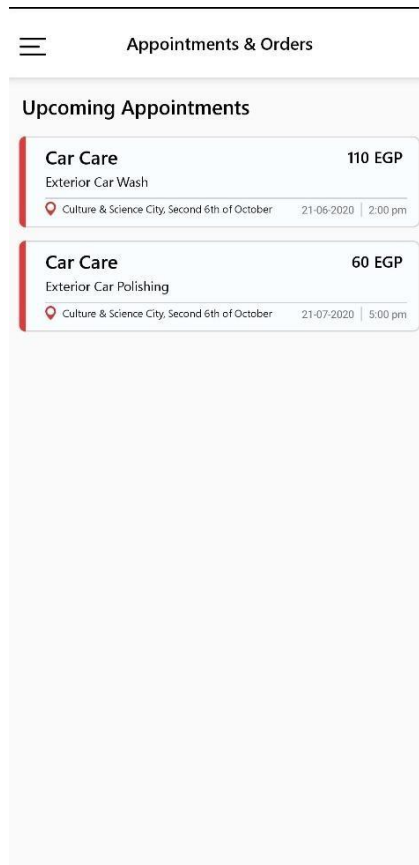 Appointments & Orders
Upcoming Appointments
Car Care 110 EGP
Exterior Car Wash
Culture & Science City, Second 6th of October 21-06-2020 | 2:00 pm
Car Care 60 EGP
Exterior Car Polishing
Culture & Science City, Second 6th of October 21-07-2020 | 5:00 pm